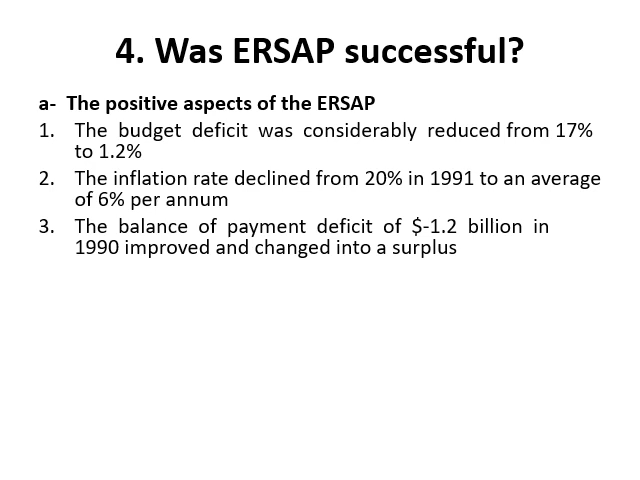 4. Was ERSAP successful?
a- The positive aspects of the ERSAP
1. The budget deficit was considerably reduced from 17%
to 1.2%
2. The inflation rate declined from 20% in 1991 to an average
of 6% per annum
3. The balance of payment deficit of $-1.2 billion in
1990 improved and changed into a surplus